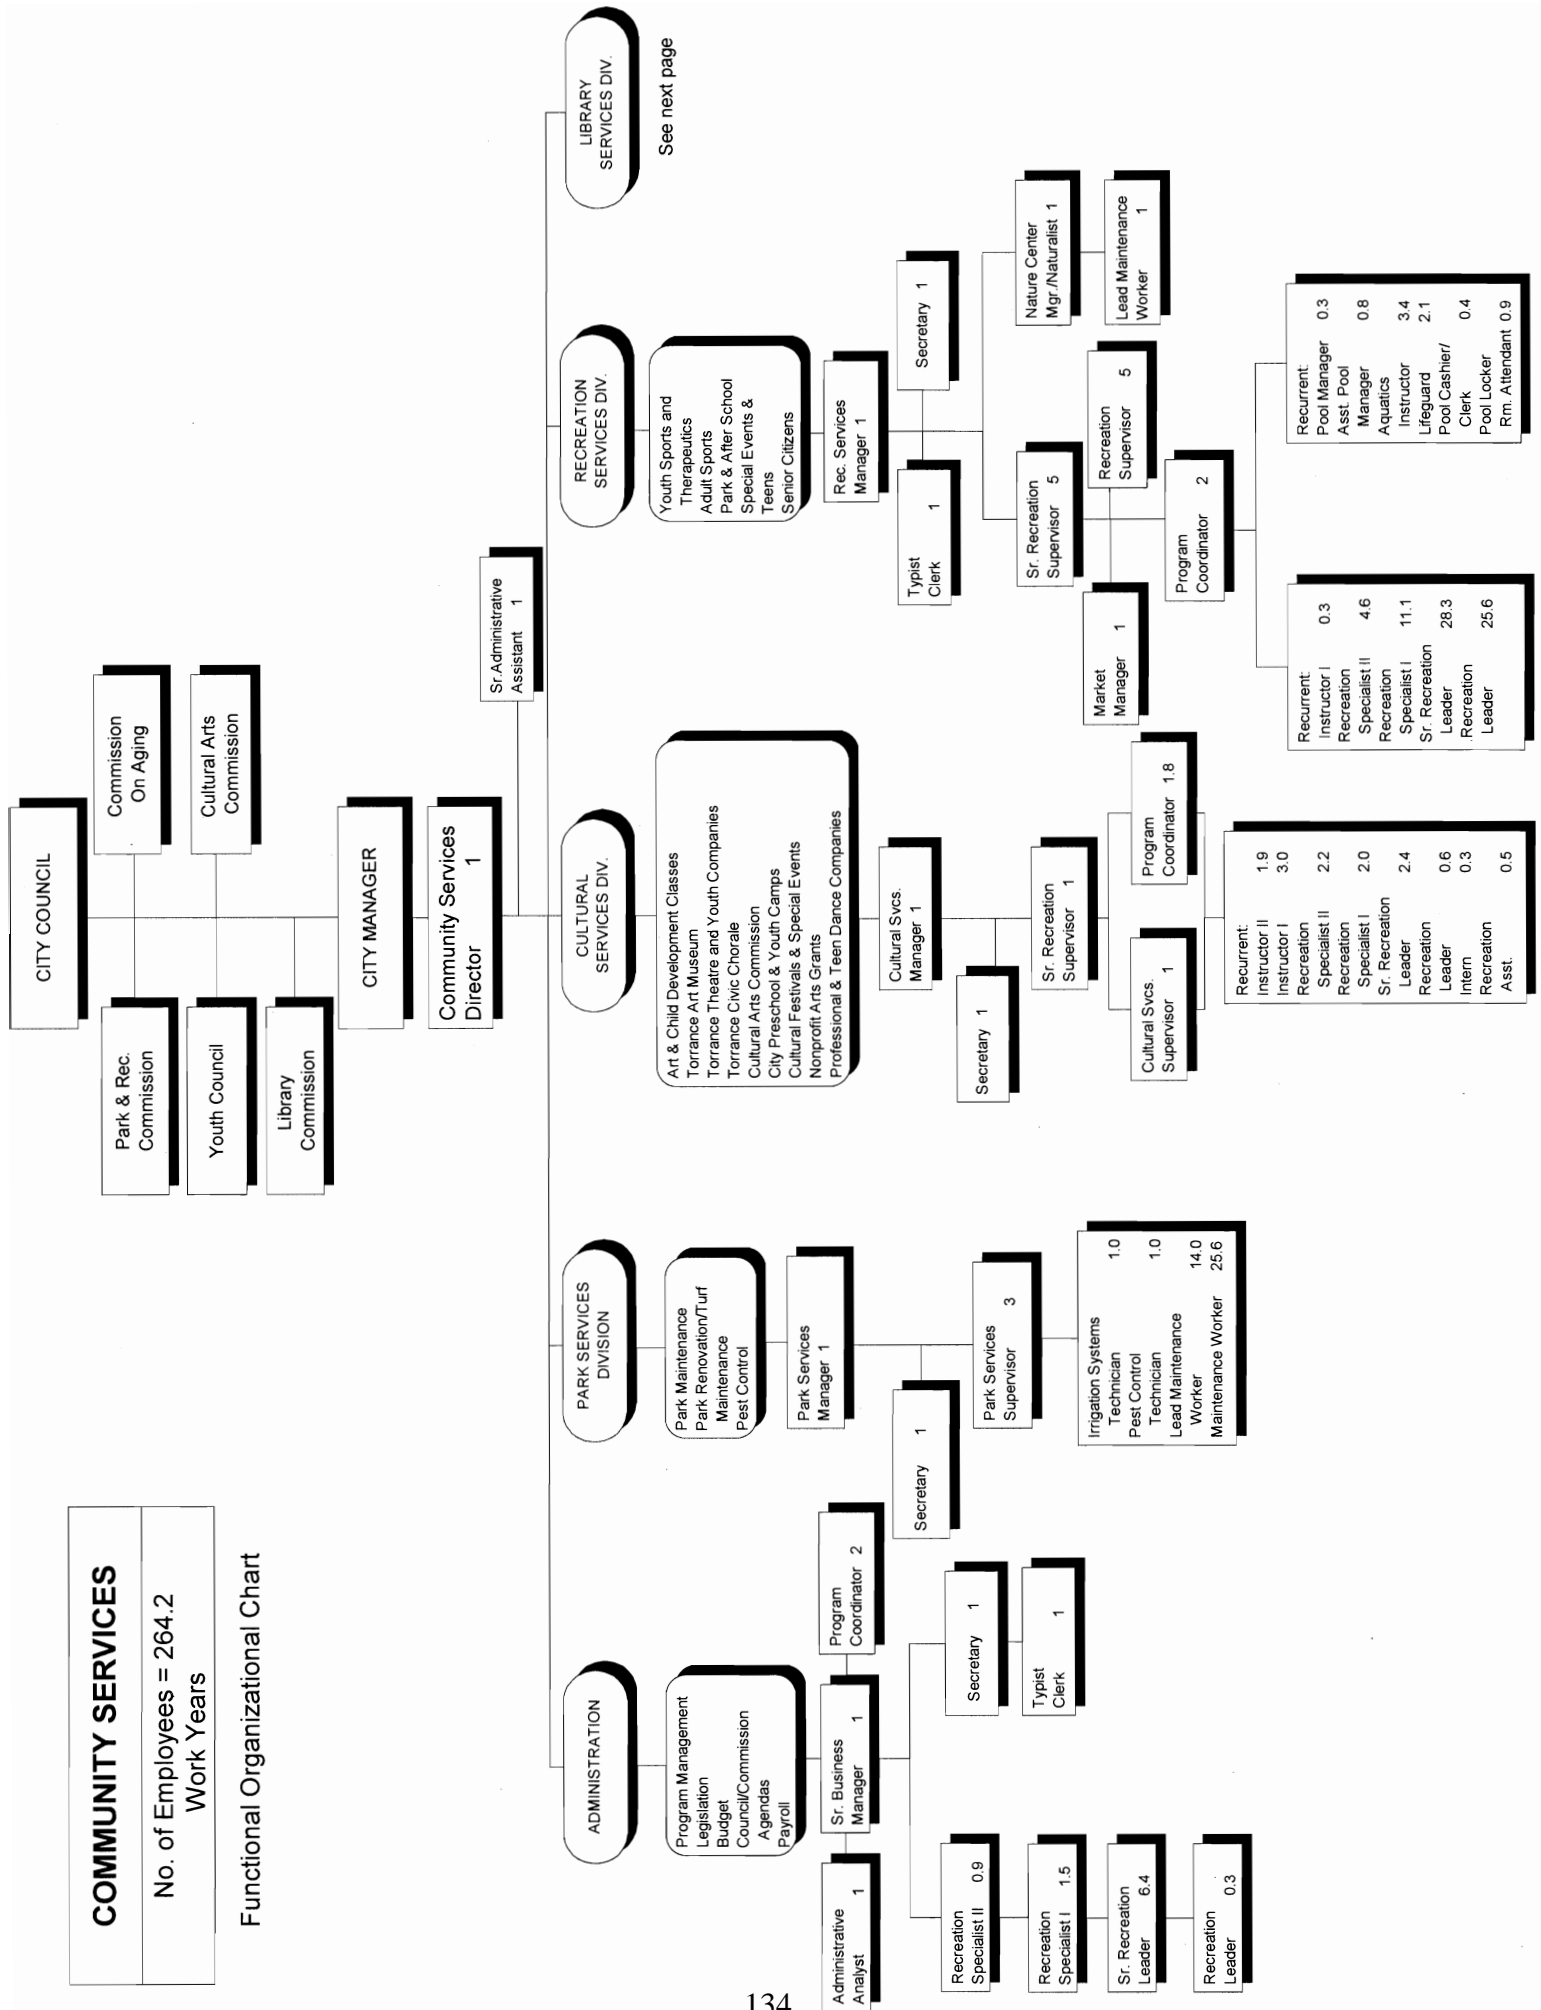 COMMUNITY SERVICES
No. of Employees = 264.2
Work Years
Functional Organizational Chart
CITY COUNCIL
Park & Rec.
Commission
Commission
On Aging
Youth Council
Cultural Arts
Commission
Library
Commission
CITY MANAGER
Community Services
Director 1
Sr.Administrative
Assistant 1
ADMINISTRATION
Program Management
Legislation
Budget
Council/Commission
Agendas
Payroll
Administrative
Analyst 1
Sr. Business
Manager 1
Program
Coordinator 2
Recreation
Specialist II 0.9
Recreation
Specialist I 1.5
Sr. Recreation
Leader 6.4
Recreation
Leader 0.3
Secretary 1
Typist
Clerk 1
PARK SERVICES
DIVISION
Park Maintenance
Park Renovation/Turf
Maintenance
Pest Control
Park Services
Manager 1
Secretary 1
Park Services
Supervisor 3
Irrigation Systems
Technician 1.0
Pest Control
Technician 1.0
Lead Maintenance
Worker 14.0
Maintenance Worker 25.6
CULTURAL
SERVICES DIV.
Art & Child Development Classes
Torrance Art Museum
Torrance Theatre and Youth Companies
Torrance Civic Chorale
Cultural Arts Commission
City Preschool & Youth Camps
Cultural Festivals & Special Events
Nonprofit Arts Grants
Professional & Teen Dance Companies
Cultural Svcs.
Manager 1
Secretary 1
Sr. Recreation
Supervisor 1
Cultural Svcs.
Supervisor 1
Program
Coordinator 1.8
Recurrent:
Instructor II 1.9
Instructor I 3.0
Recreation
Specialist II 2.2
Recreation
Specialist I 2.0
Sr. Recreation
Leader 2.4
Recreation
Leader 0.6
Intern 0.3
Recreation
Asst. 0.5
RECREATION
SERVICES DIV.
Youth Sports and
Therapeutics
Adult Sports
Park & After School
Special Events &
Teens
Senior Citizens
Rec. Services
Manager 1
Typist
Clerk 1
Secretary 1
Sr. Recreation
Supervisor 5
Nature Center
Mgr./Naturalist 1
Lead Maintenance
Worker 1
Market
Manager 1
Recreation
Supervisor 5
Program
Coordinator 2
Recurrent:
Instructor I 0.3
Recreation
Specialist II 4.6
Recreation
Specialist I 11.1
Sr. Recreation
Leader 28.3
Recreation
Leader 25.6
Recurrent:
Pool Manager 0.3
Asst. Pool
Manager 0.8
Aquatics
Instructor 3.4
Lifeguard 2.1
Pool Cashier/
Clerk 0.4
Pool Locker
Rm. Attendant 0.9
LIBRARY
SERVICES DIV.
See next page
134